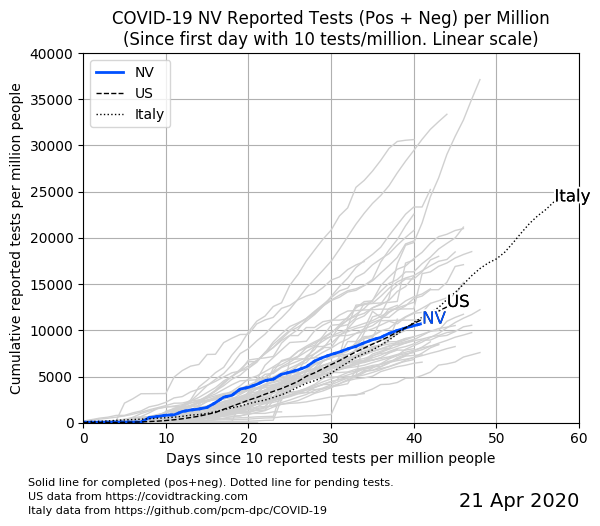 COVID-19 NV Reported Tests (Pos + Neg) per Million
(Since first day with 10 tests/million. Linear scale)
Cumulative reported tests per million people
40000
35000
30000
25000
20000
15000
10000
5000
0
NV
US
Italy
Italy
US
NV
0 10 20 30 40 50 60
Days since 10 reported tests per million people
Solid line for completed (pos+neg). Dotted line for pending tests.
US data from https://covidtracking.com
Italy data from https://github.com/pcm-dpc/COVID-19
21 Apr 2020